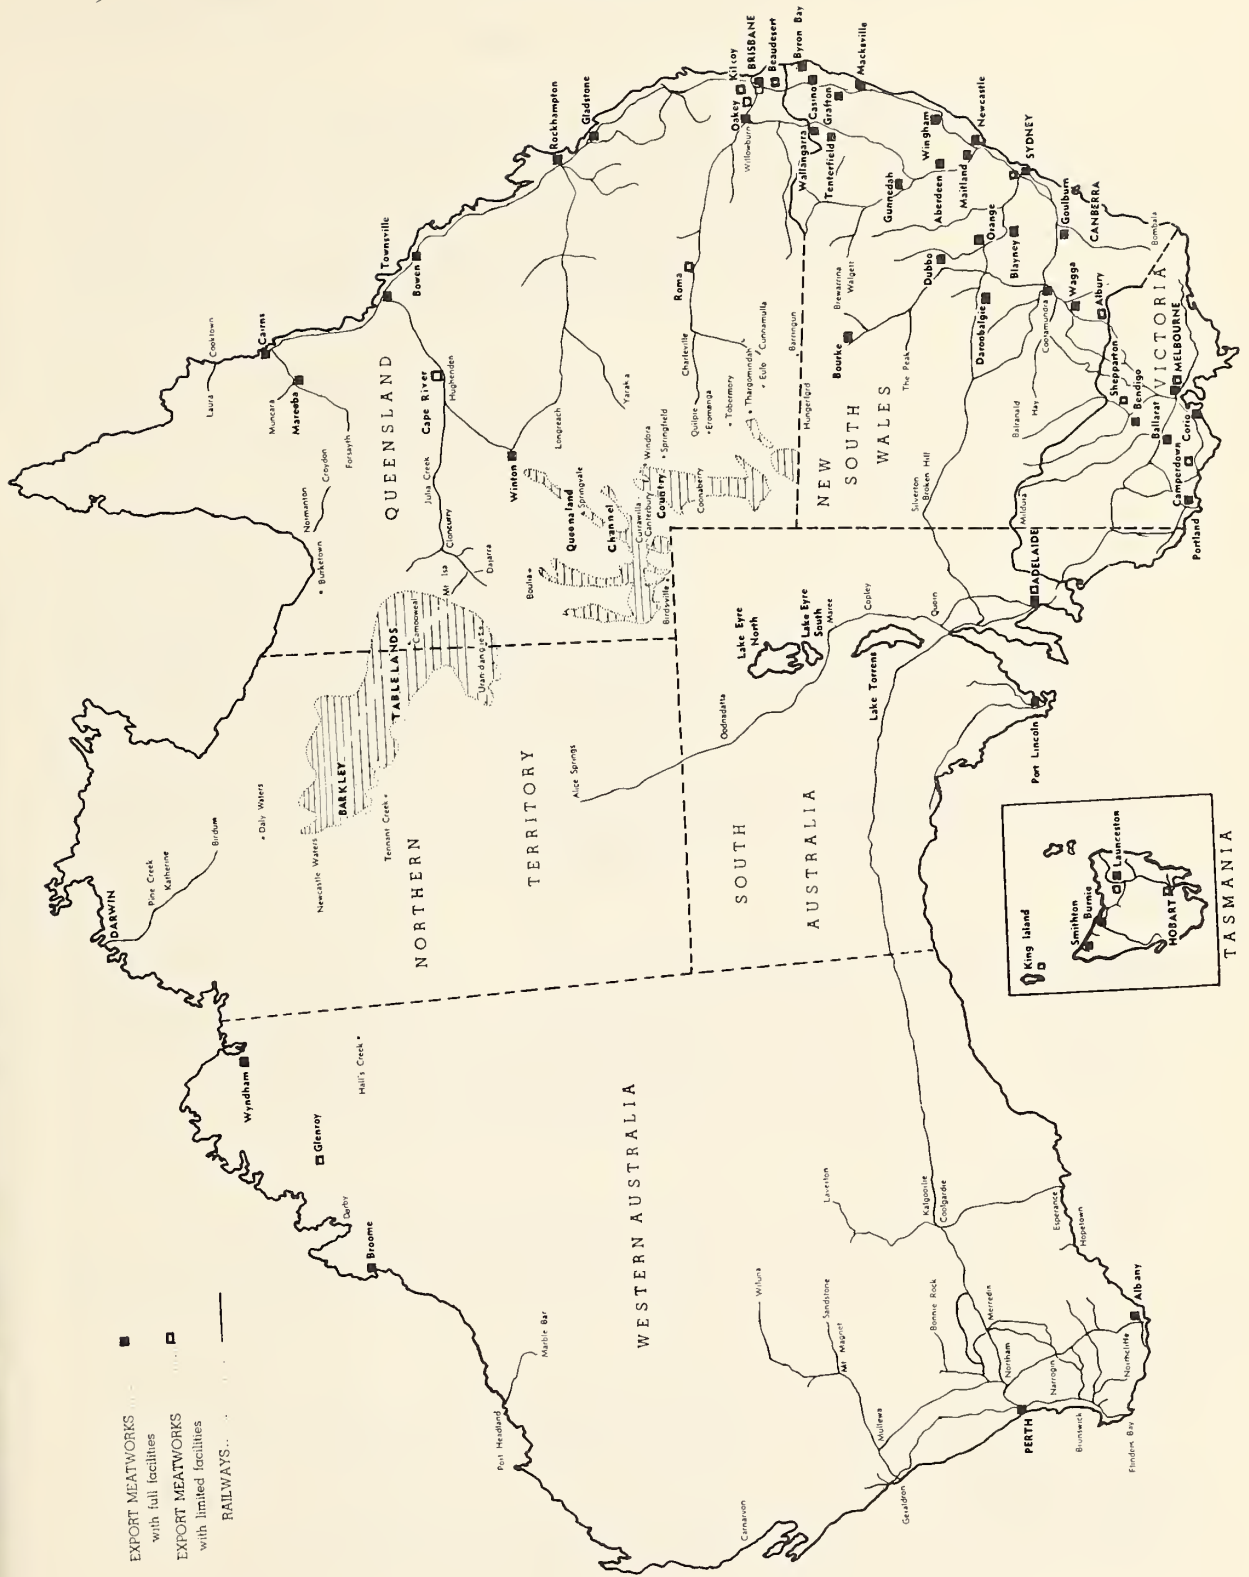 EXPORT MEATWORKS
with full facilities
EXPORT MEATWORKS
with limited facilities
RAILWAYS
WESTERN AUSTRALIA
Wyndham
Glenroy
Hall's Creek
Derby
Broome
Port Headland
Marble Bar
Carnarvon
Wiluna
Sandstone
Mt Magnet
Mullewa
Geraldton
Laverton
Kalgoorlie
Coolgardie
Bonnie Rock
Merredin
Northam
Narrogin
PERTH
Brunswick
Flinders Bay
Northcliffe
Albany
Esperance
Hopetown
NORTHERN
TERRITORY
DARWIN
Pine Creek
Katherine
Birdum
Daly Waters
Newcastle Waters
BARKLEY
TABLELANDS
Tennant Creek
Alice Springs
SOUTH
AUSTRALIA
Oodnadatta
Lake Eyre
North
Lake Eyre
South
Maree
Copley
Lake Torrens
Quorn
Port Lincoln
ADELAIDE
QUEENSLAND
Cooktown
Laura
Cairns
Mareeba
Muncara
Forsyth
Normanton
Croydon
Burketown
Townsville
Bowen
Cape River
Hughenden
Julia Creek
Cloncurry
Mt Isa
Dajarra
Camooweal
Urandangie
Boulia
Winton
Longreach
Yaraka
Queensland
Channel
Country
Springvale
Currawilla
Canterbury
Windora
Springfield
Birdsville
Coonaberry
Rockhampton
Gladstone
Roma
Charleville
Quilpie
Eromanga
Tobermory
Thargomindah
Eulo
Cunnamulla
Hungerford
Barringun
Oakey
Willowburn
Kilcoy
BRISBANE
Beaudesert
NEW
SOUTH
WALES
Byron Bay
Casino
Grafton
Macksville
Wallangarra
Tenterfield
Gunnedah
Wingham
Aberdeen
Maitland
Newcastle
SYDNEY
Brewarrina
Walgett
Bourke
The Peak
Dubbo
Orange
Blayney
Daroobalgie
Cootamundra
Goulburn
CANBERRA
Bombala
Wagga
Albury
Silverton
Broken Hill
Balranald
Hay
Mildura
VICTORIA
Shepparton
Bendigo
MELBOURNE
Ballarat
Corio
Camperdown
Portland
King Island
Smithton
Burnie
Launceston
HOBART
TASMANIA